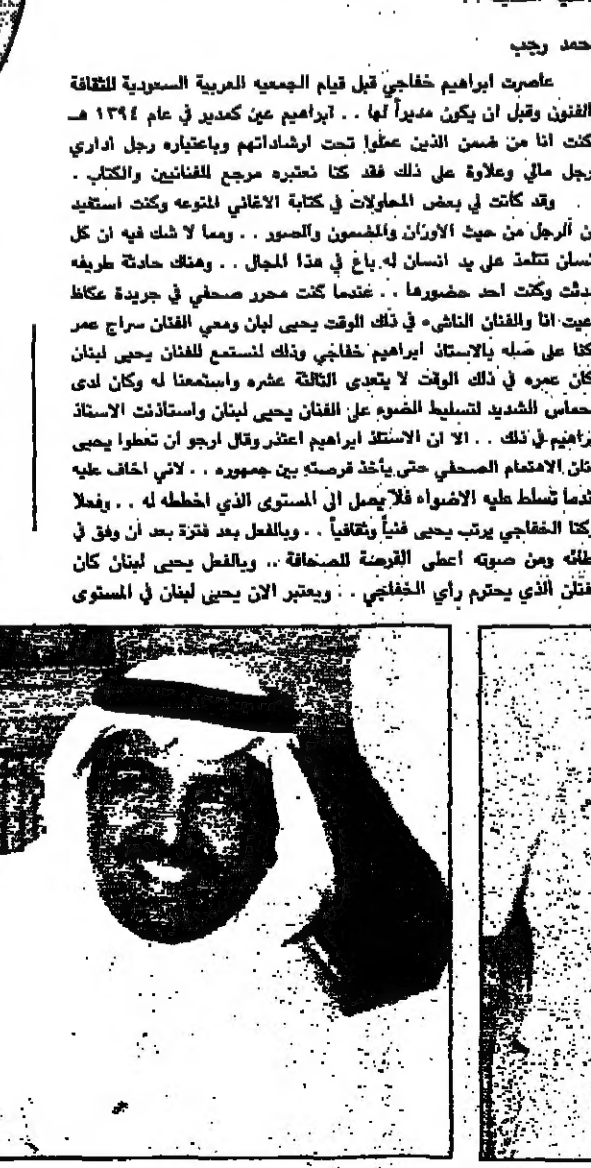 حمد رجب
عاصرت ابراهيم خفاجي قبل قيام الجمعيه العربية السعودية للثقافة
الفنون وقبل ان يكون مديراً لها . . ابراهيم عين كمدير في عام ١٣٩٤ هـ
كنت انا من ضمن الذين عملوا تحت ارشاداتهم وباعتباره رجل اداري
رجل مالي وعلاوة على ذلك فقد كنا نعتبره مرجع للفنانين والكتاب .
. وقد كانت لي بعض المحاولات في كتابة الاغاني المنوعه وكنت استفيد
ن الرجل من حيث الاوزان والمضمون والصور . . ومما لا شك فيه ان كل
نسان تتلمذ على يد انسان له باع في هذا المجال . . وهناك حادثة طريفه
دثت وكنت احد حضورها . . عندما كنت محرر صحفي في جريدة عكاظ
عيت انا والفنان الناشىء في ذلك الوقت يحيى لبان ومعي الفنان سراج عمر
كنا على صله بالاستاذ ابراهيم خفاجي وذلك لنستمع للفنان يحيى لبنان
كان عمره في ذلك الوقت لا يتعدى الثالثة عشره واستمعنا له وكان لدى
حماس الشديد لتسليط الضوء على الفنان يحيى لبنان واستأذنت الاستاذ
براهيم في ذلك . . الا ان الاستاذ ابراهيم اعتذر وقال ارجو ان تعطوا يحيى
نان الاهتمام الصحفي حتى يأخذ فرصته بين جمهوره . . لاني اخاف عليه
ندما تسلط عليه الاضواء فلا يصل الى المستوى الذي اخططه له . . وفعلا
كنا الخفاجي يرتب يحيى فنياً وثقافياً . . وبالفعل بعد فترة بعد ان وفق في
طائه ومن صوته اعطى الفرصة للصحافة .. وبالفعل يحيى لبنان كان
فنان الذي يحترم رأي الخفاجي . . ويعتبر الان يحيى لبنان في المستوى